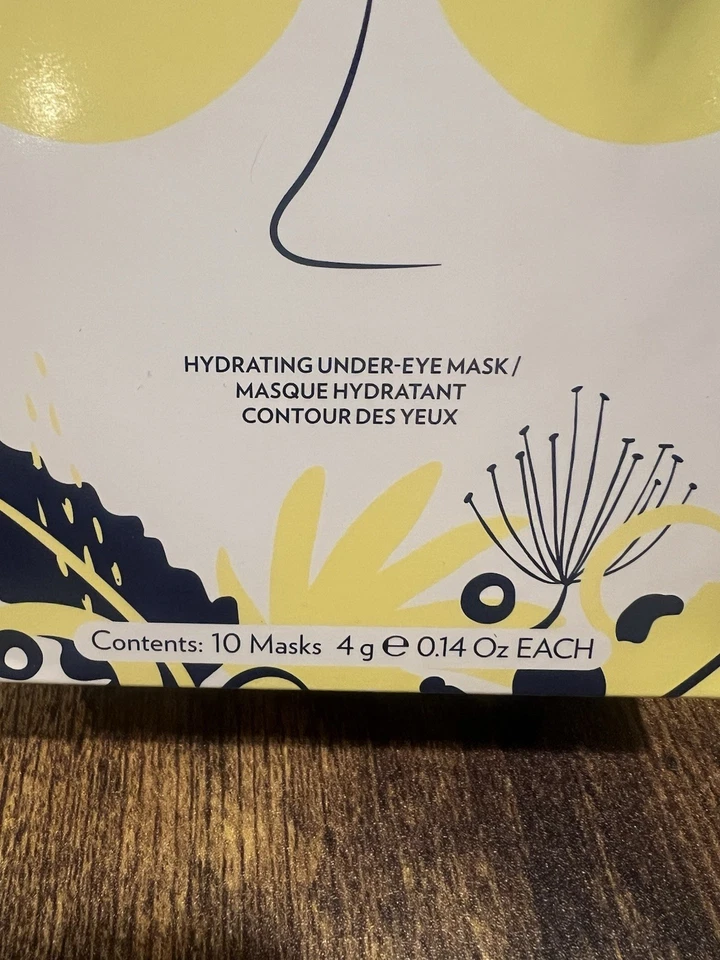 HYDRATING UNDER-EYE MASK /
MASQUE HYDRATANT
CONTOUR DES YEUX
Contents: 10 Masks 4 g ℮ 0.14 Oz EACH